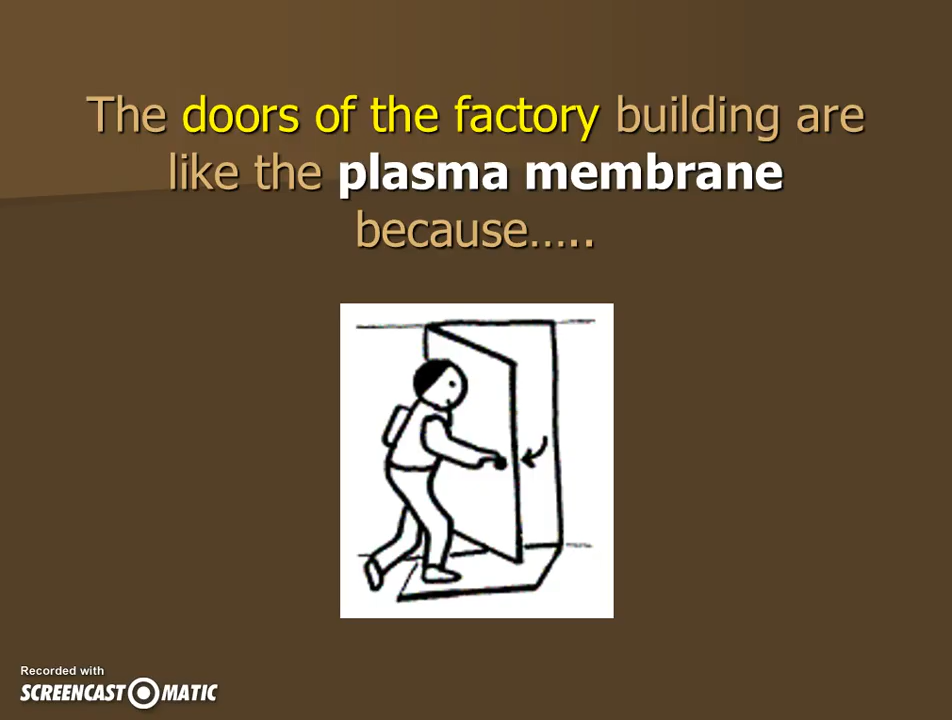 The doors of the factory building are
like the plasma membrane
because…..
Recorded with
SCREENCAST MATIC